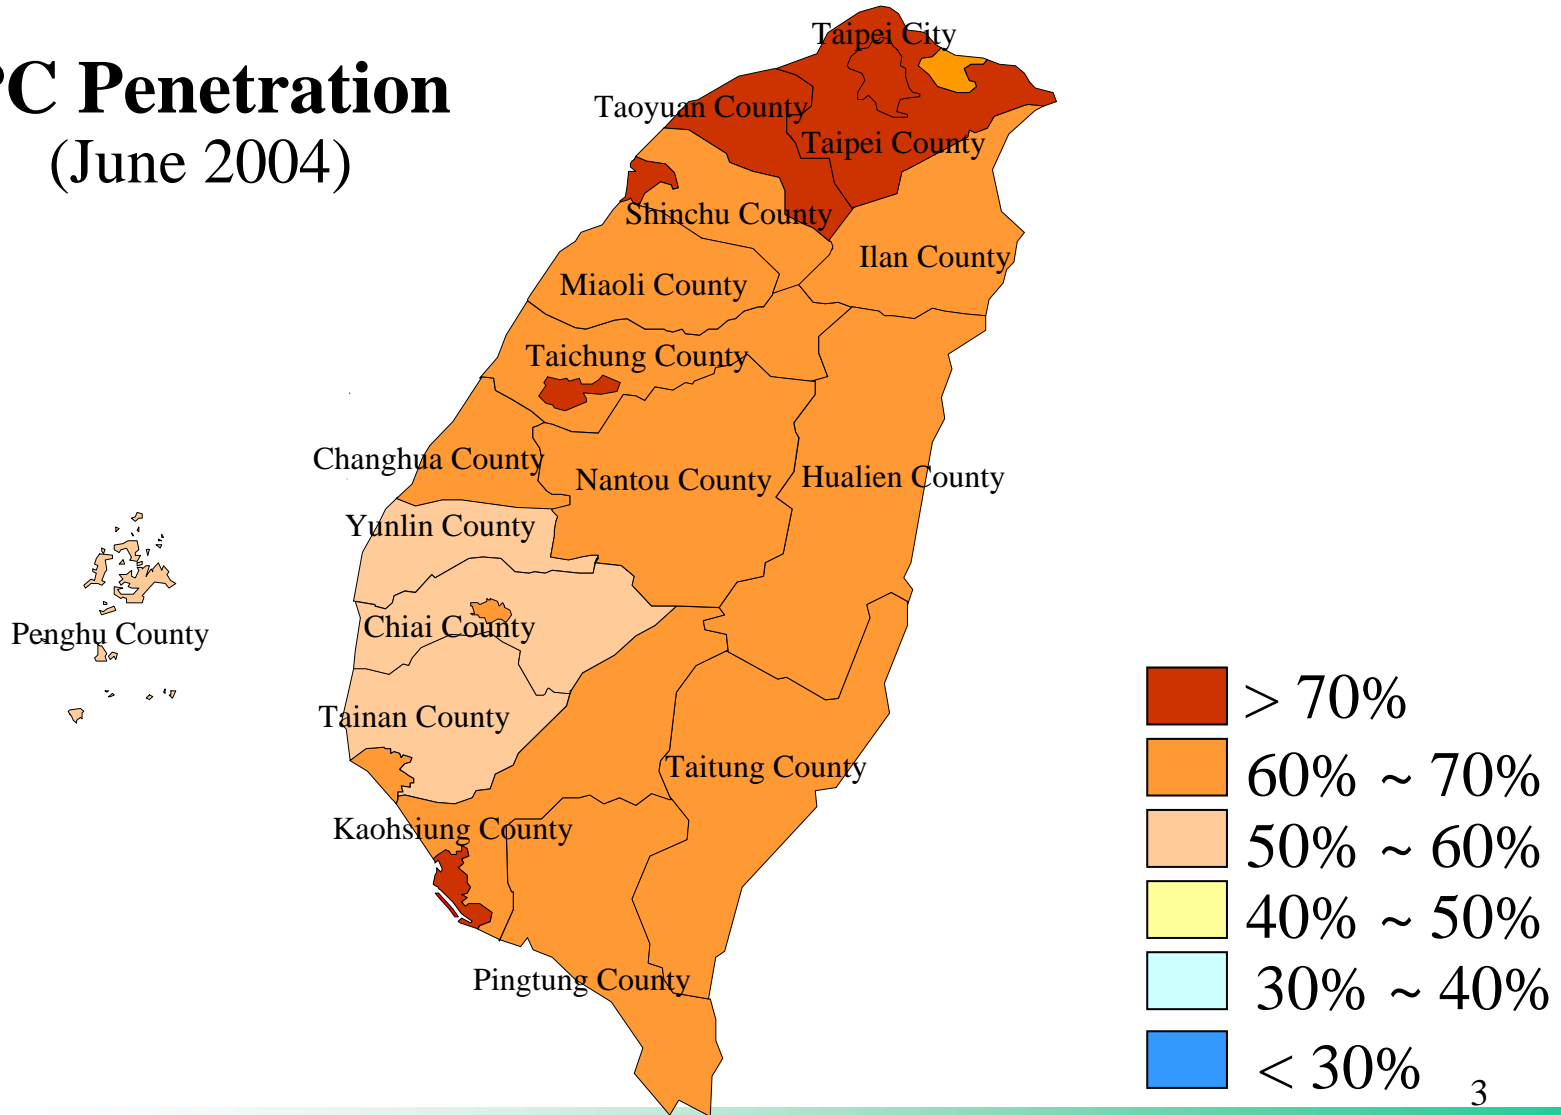 PC Penetration
(June 2004)
Taipei City
Taoyuan County
Taipei County
Shinchu County
Ilan County
Miaoli County
Taichung County
Changhua County
Nantou County
Hualien County
Yunlin County
Chiai County
Penghu County
Tainan County
Taitung County
Kaohsiung County
Pingtung County
> 70%
60% ~ 70%
50% ~ 60%
40% ~ 50%
30% ~ 40%
< 30%
3